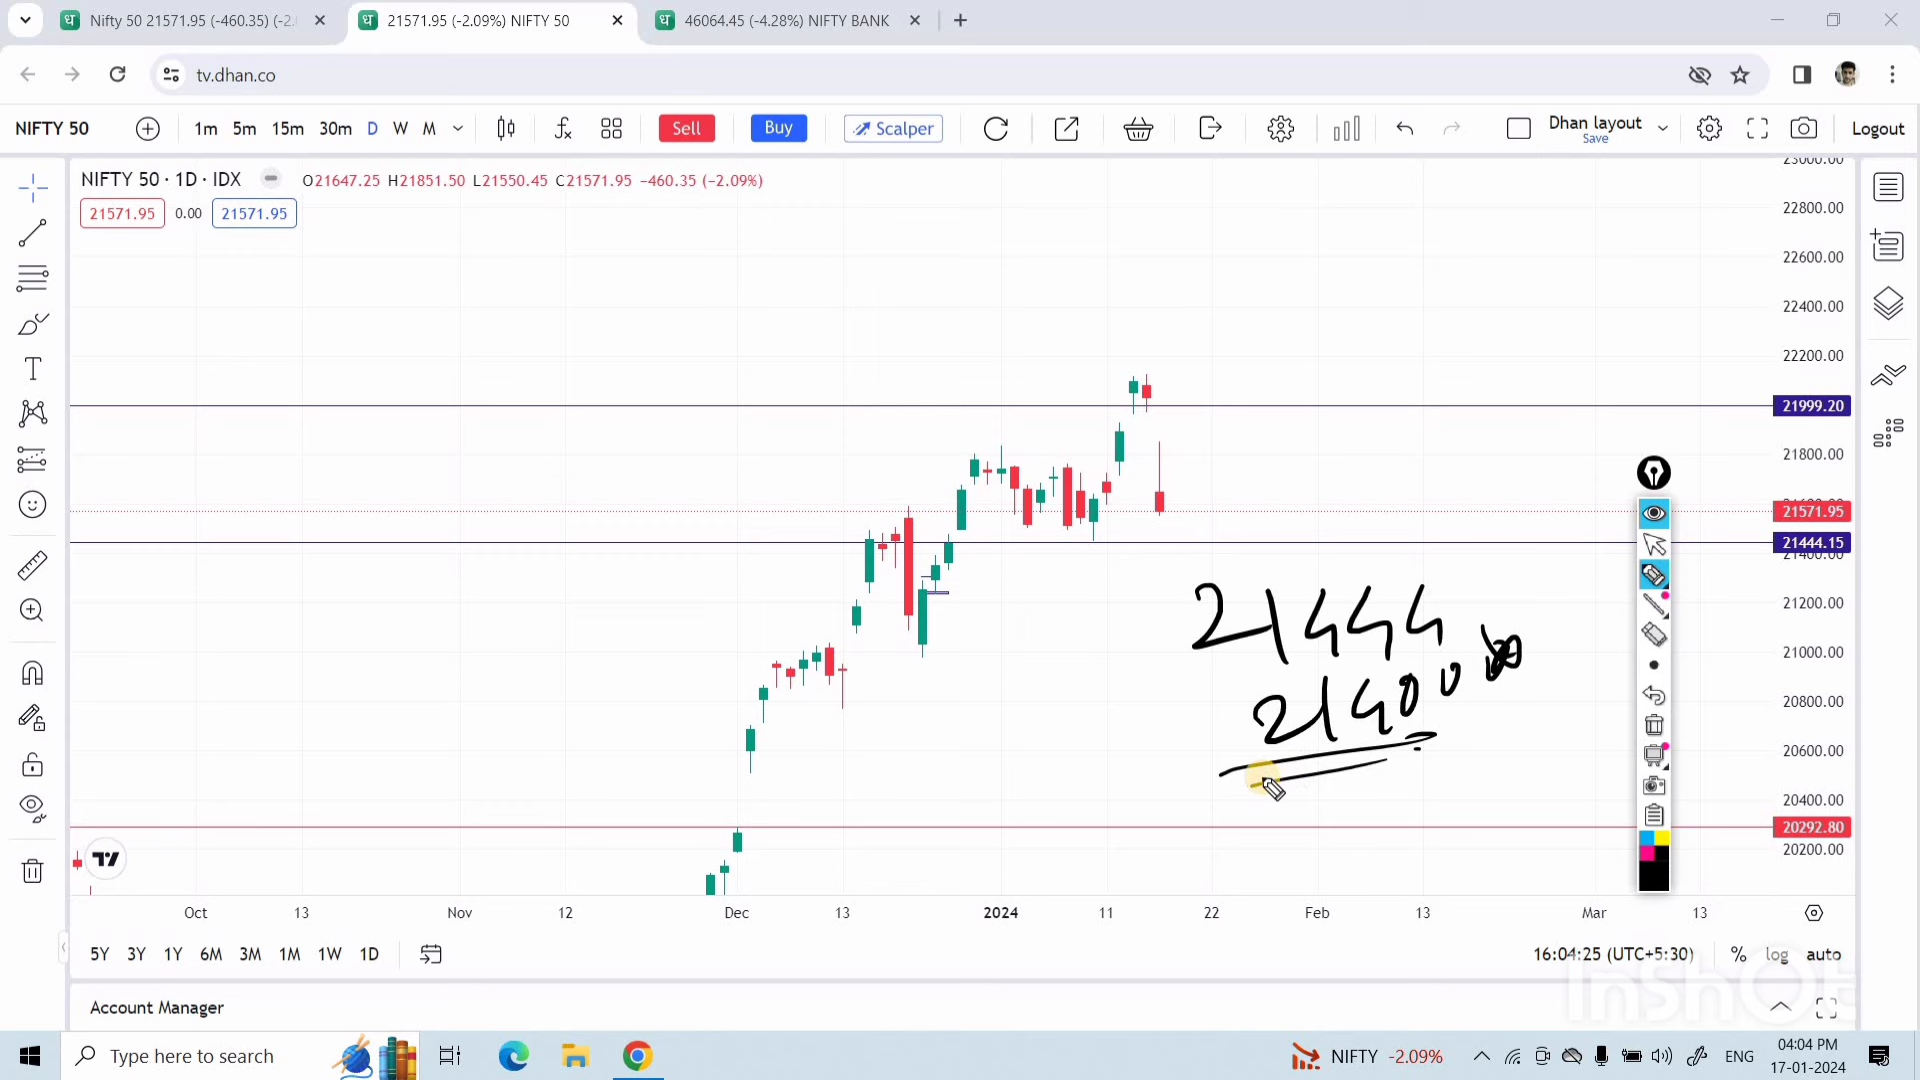 Nifty 50 21571.95 (-460.35) (-2.
21571.95 (-2.09%) NIFTY 50
46064.45 (-4.28%) NIFTY BANK
tv.dhan.co
NIFTY 50
1m 5m 15m 30m D W M
Sell
Buy
Scalper
Dhan layout
Save
Logout
NIFTY 50 · 1D · IDX
O21647.25 H21851.50 L21550.45 C21571.95 −460.35 (−2.09%)
21571.95 0.00 21571.95
23000.00
22800.00
22600.00
22400.00
22200.00
21999.20
21800.00
21571.95
21444.15
21400.00
21200.00
21000.00
20800.00
20600.00
20400.00
20292.80
20200.00
21444
21400
Oct 13 Nov 12 Dec 13 2024 11 22 Feb 13 Mar 13
5Y 3Y 1Y 6M 3M 1M 1W 1D
16:04:25 (UTC+5:30) % log auto
InShOt
Account Manager
Type here to search
NIFTY -2.09%
ENG
04:04 PM
17-01-2024